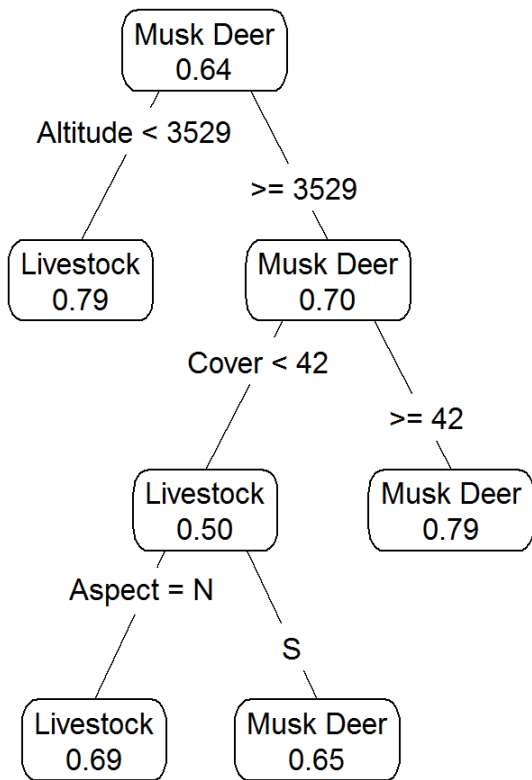 Musk Deer
0.64
Altitude < 3529
>= 3529
Livestock
0.79
Musk Deer
0.70
Cover < 42
>= 42
Livestock
0.50
Musk Deer
0.79
Aspect = N
S
Livestock
0.69
Musk Deer
0.65